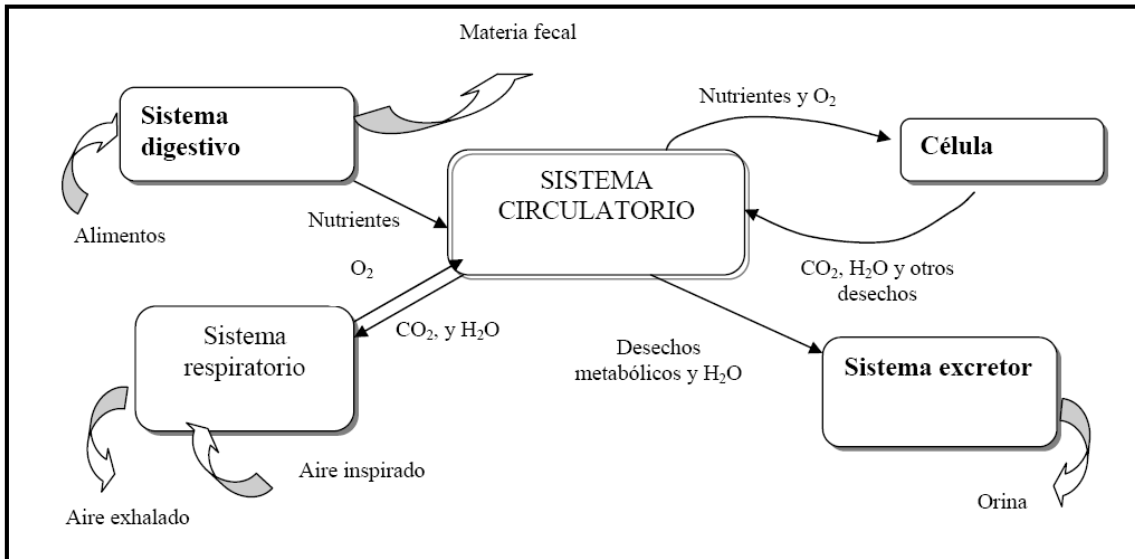 Materia fecal
Sistema
digestivo
Nutrientes y O₂
Célula
SISTEMA
CIRCULATORIO
Nutrientes
Alimentos
O₂
CO₂, H₂O y otros
desechos
Sistema
respiratorio
CO₂, y H₂O
Desechos
metabólicos y H₂O
Sistema excretor
Aire inspirado
Aire exhalado
Orina